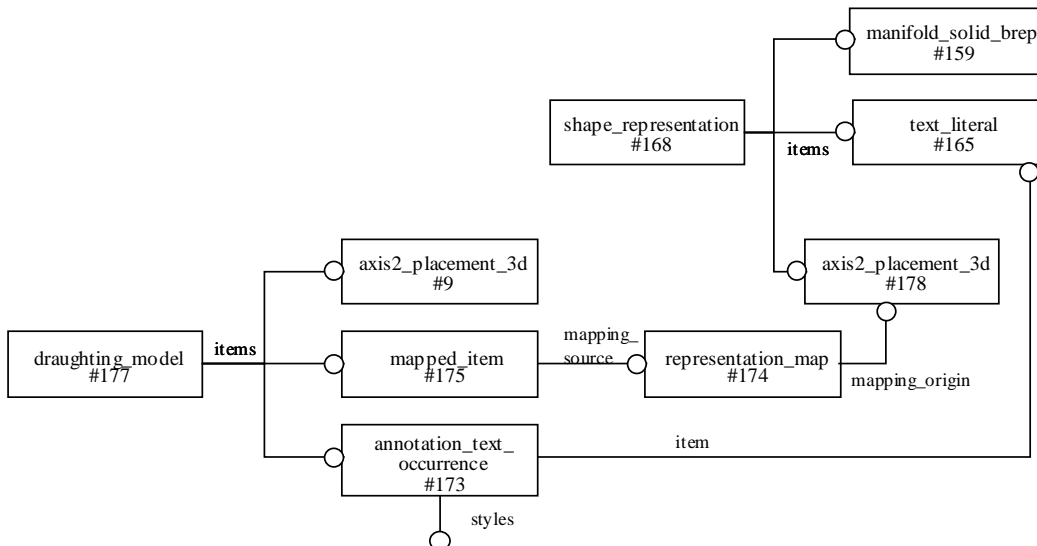 manifold_solid_brep
#159
shape_representation
#168
text_literal
#165
items
axis2_placement_3d
#9
axis2_placement_3d
#178
draughting_model
#177
items
mapped_item
#175
mapping_
source
representation_map
#174
mapping_origin
annotation_text_
occurrence
#173
item
styles